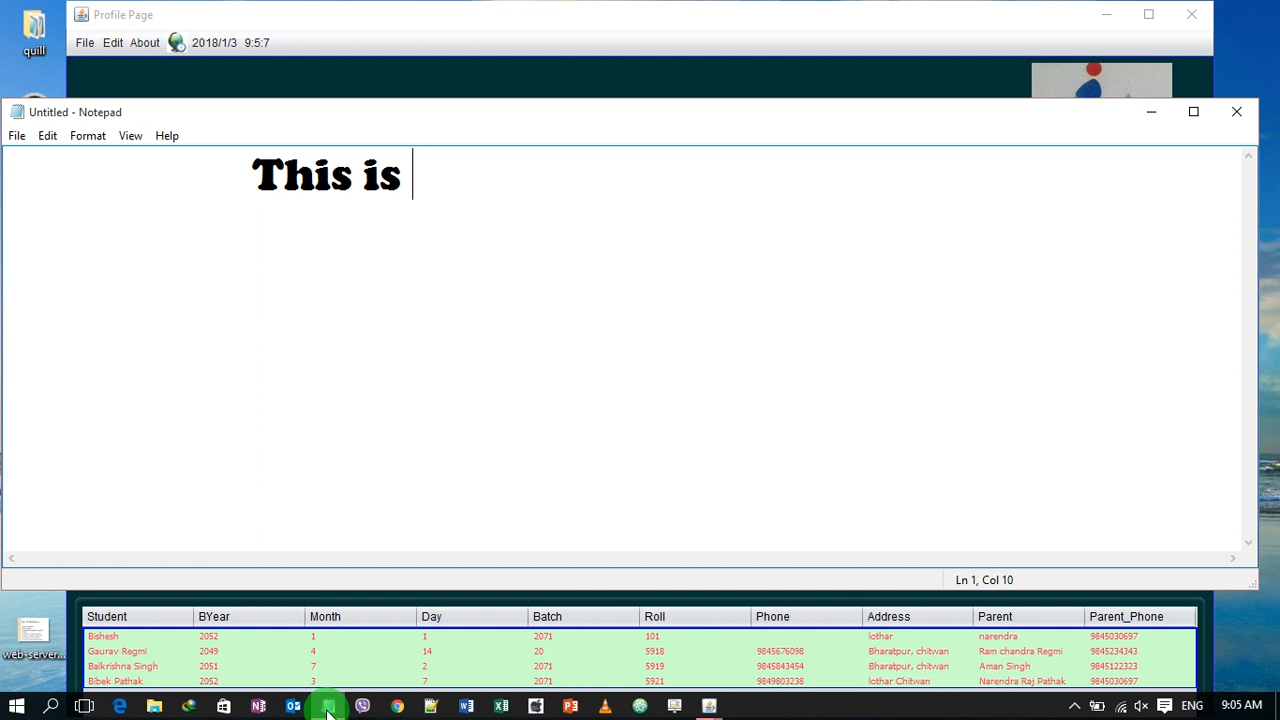 quill
Profile Page
File Edit About 2018/1/3 9:5:7
Untitled - Notepad
File Edit Format View Help
This is
Ln 1, Col 10
web-server...
Student BYear Month Day Batch Roll Phone Address Parent Parent_Phone
Bishesh 2052 1 1 2071 101 lothar narendra 9845030697
Gaurav Regmi 2049 4 14 20 5918 9845676098 Bharatpur, chitwan Ram chandra Regmi 9845234343
Balkrishna Singh 2051 7 2 2071 5919 9845843454 Bharatpur, chitwan Aman Singh 9845122323
Bibek Pathak 2052 3 7 2071 5921 9849803238 lothar Chitwan Narendra Raj Pathak 9845030697
ENG 9:05 AM